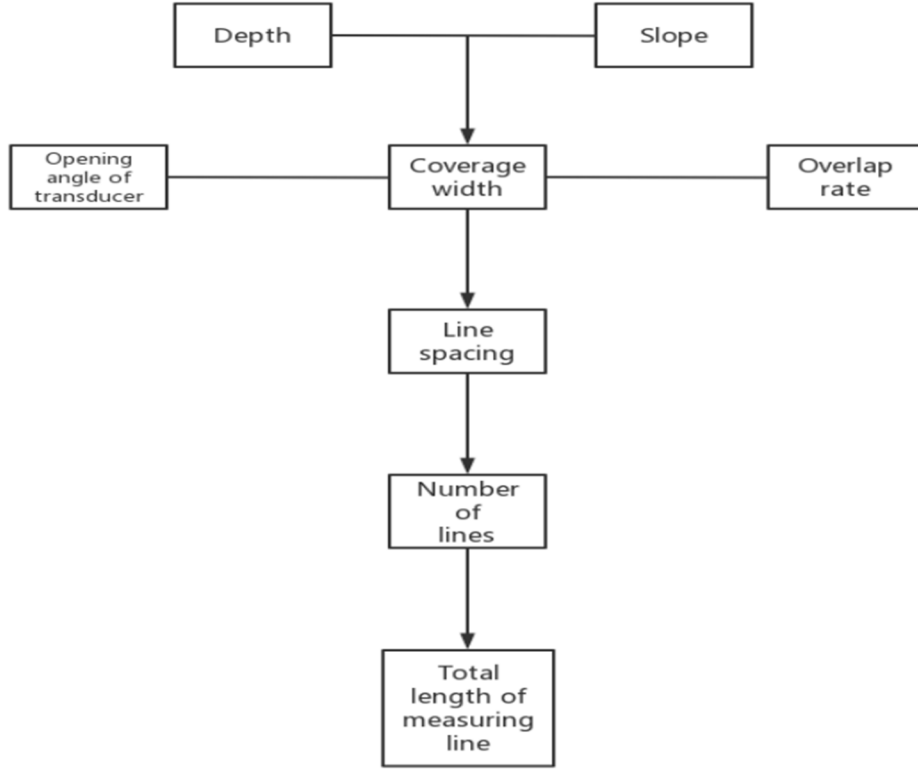 Depth
Slope
Opening
angle of
transducer
Coverage
width
Overlap
rate
Line
spacing
Number
of
lines
Total
length of
measuring
line